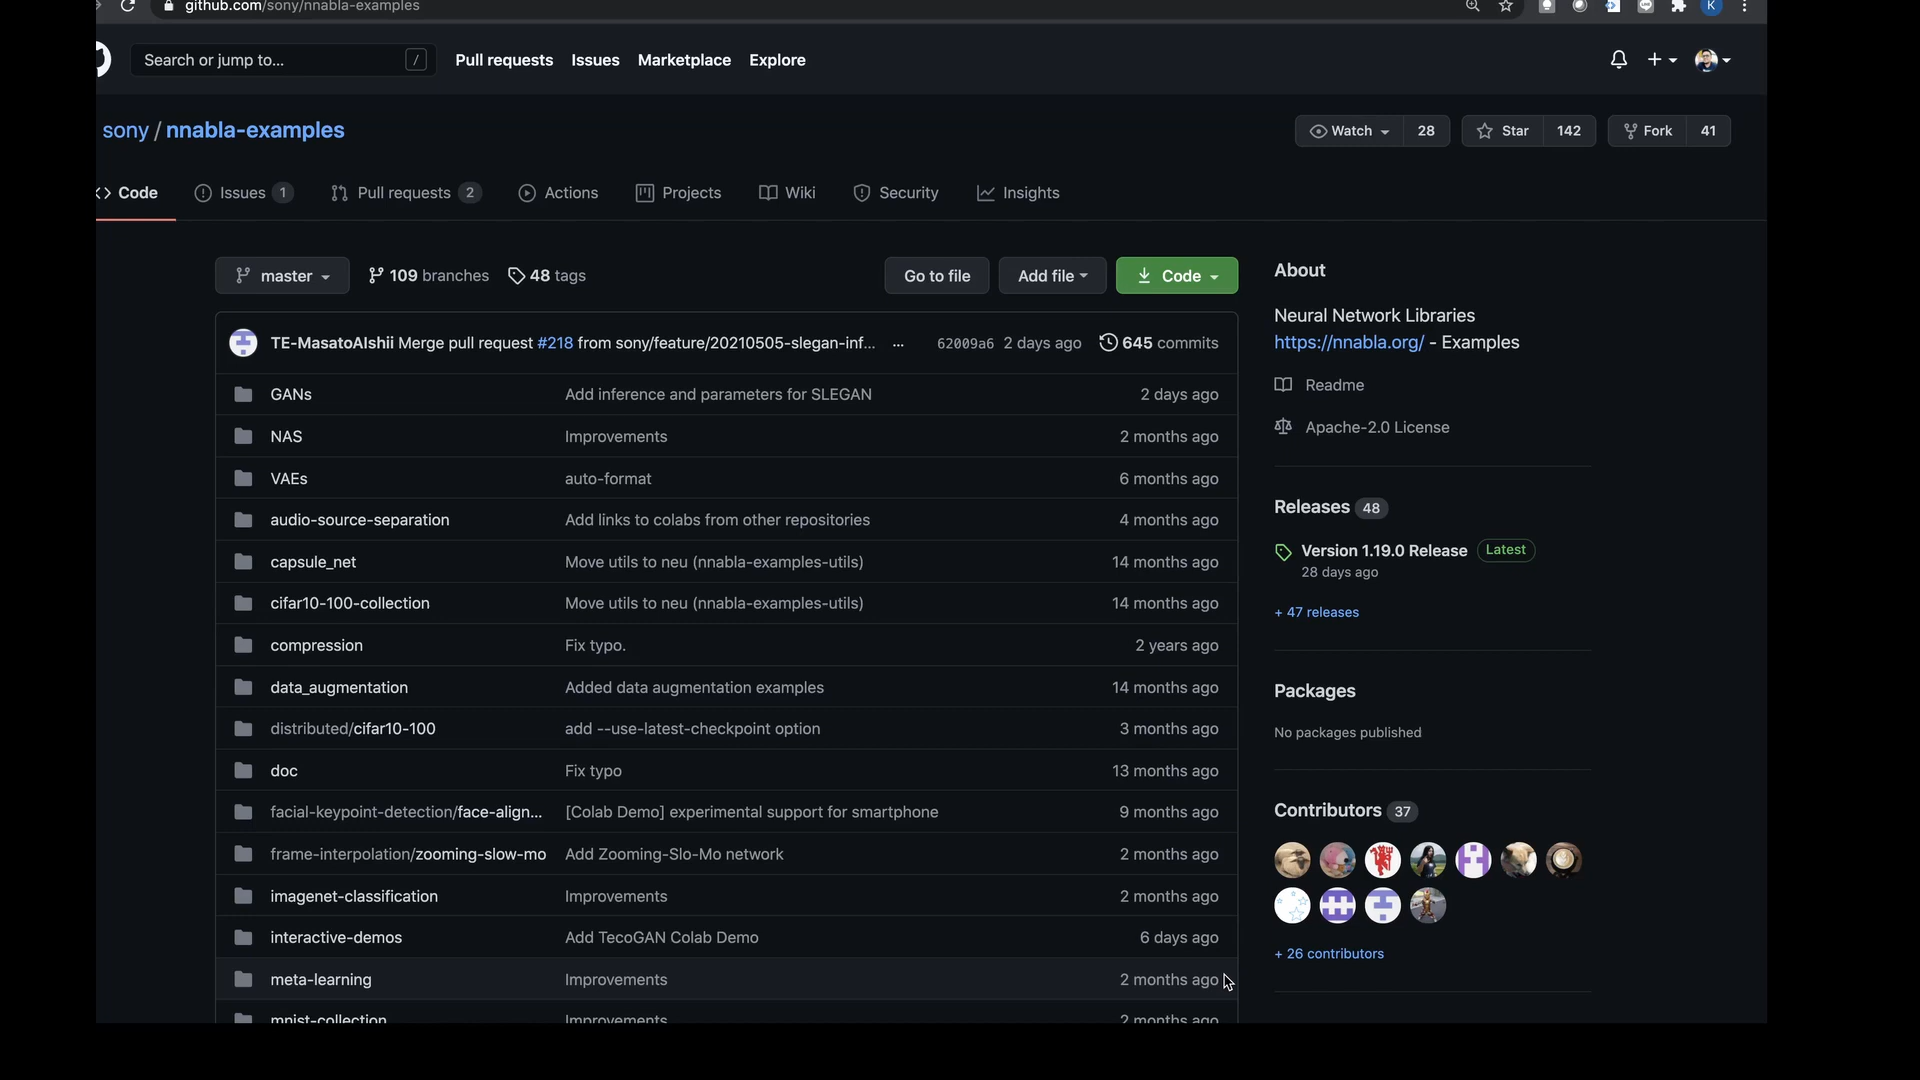 github.com/sony/nnabla-examples
K
Search or jump to... /
Pull requests Issues Marketplace Explore
sony / nnabla-examples
Watch 28 Star 142 Fork 41
<> Code Issues 1 Pull requests 2 Actions Projects Wiki Security Insights
master 109 branches 48 tags Go to file Add file Code
TE-MasatoAIshii Merge pull request #218 from sony/feature/20210505-slegan-inf... ... 62009a6 2 days ago 645 commits
GANs Add inference and parameters for SLEGAN 2 days ago
NAS Improvements 2 months ago
VAEs auto-format 6 months ago
audio-source-separation Add links to colabs from other repositories 4 months ago
capsule_net Move utils to neu (nnabla-examples-utils) 14 months ago
cifar10-100-collection Move utils to neu (nnabla-examples-utils) 14 months ago
compression Fix typo. 2 years ago
data_augmentation Added data augmentation examples 14 months ago
distributed/cifar10-100 add --use-latest-checkpoint option 3 months ago
doc Fix typo 13 months ago
facial-keypoint-detection/face-align... [Colab Demo] experimental support for smartphone 9 months ago
frame-interpolation/zooming-slow-mo Add Zooming-Slo-Mo network 2 months ago
imagenet-classification Improvements 2 months ago
interactive-demos Add TecoGAN Colab Demo 6 days ago
meta-learning Improvements 2 months ago
mnist-collection Improvements 2 months ago
About
Neural Network Libraries
https://nnabla.org/ - Examples
Readme
Apache-2.0 License
Releases 48
Version 1.19.0 Release Latest
28 days ago
+ 47 releases
Packages
No packages published
Contributors 37
+ 26 contributors